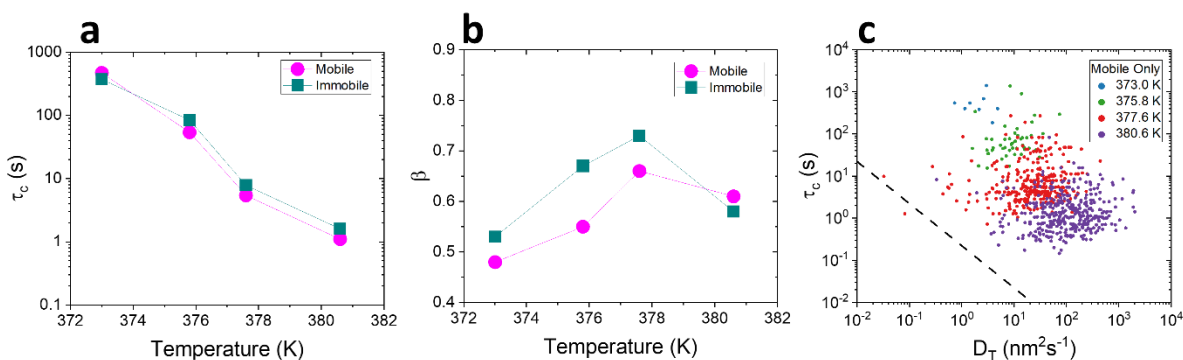 a
1000
100
10
1
0.1
τc (s)
Mobile
Immobile
372 374 376 378 380 382
Temperature (K)
b
0.9
0.8
0.7
0.6
0.5
0.4
β
Mobile
Immobile
372 374 376 378 380 382
Temperature (K)
c
10⁴
10³
10²
10¹
10⁰
10⁻¹
10⁻²
τc (s)
Mobile Only
373.0 K
375.8 K
377.6 K
380.6 K
10⁻² 10⁻¹ 10⁰ 10¹ 10² 10³ 10⁴
DT (nm²s⁻¹)